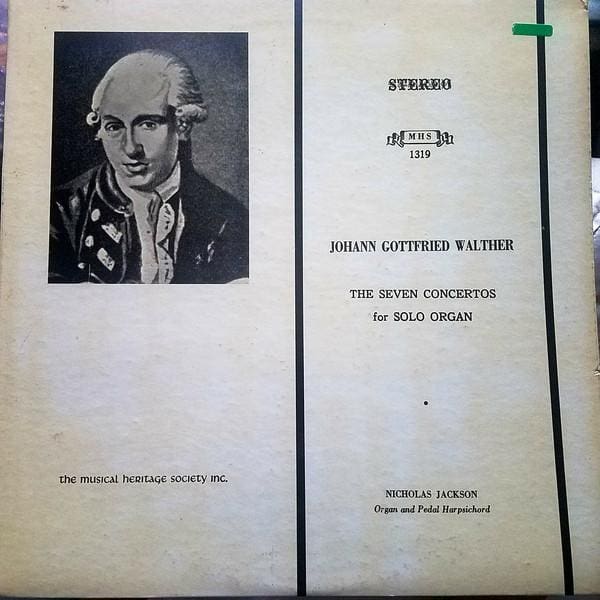 STEREO
MHS
1319
JOHANN GOTTFRIED WALTHER
THE SEVEN CONCERTOS
for SOLO ORGAN
the musical heritage society inc.
NICHOLAS JACKSON
Organ and Pedal Harpsichord